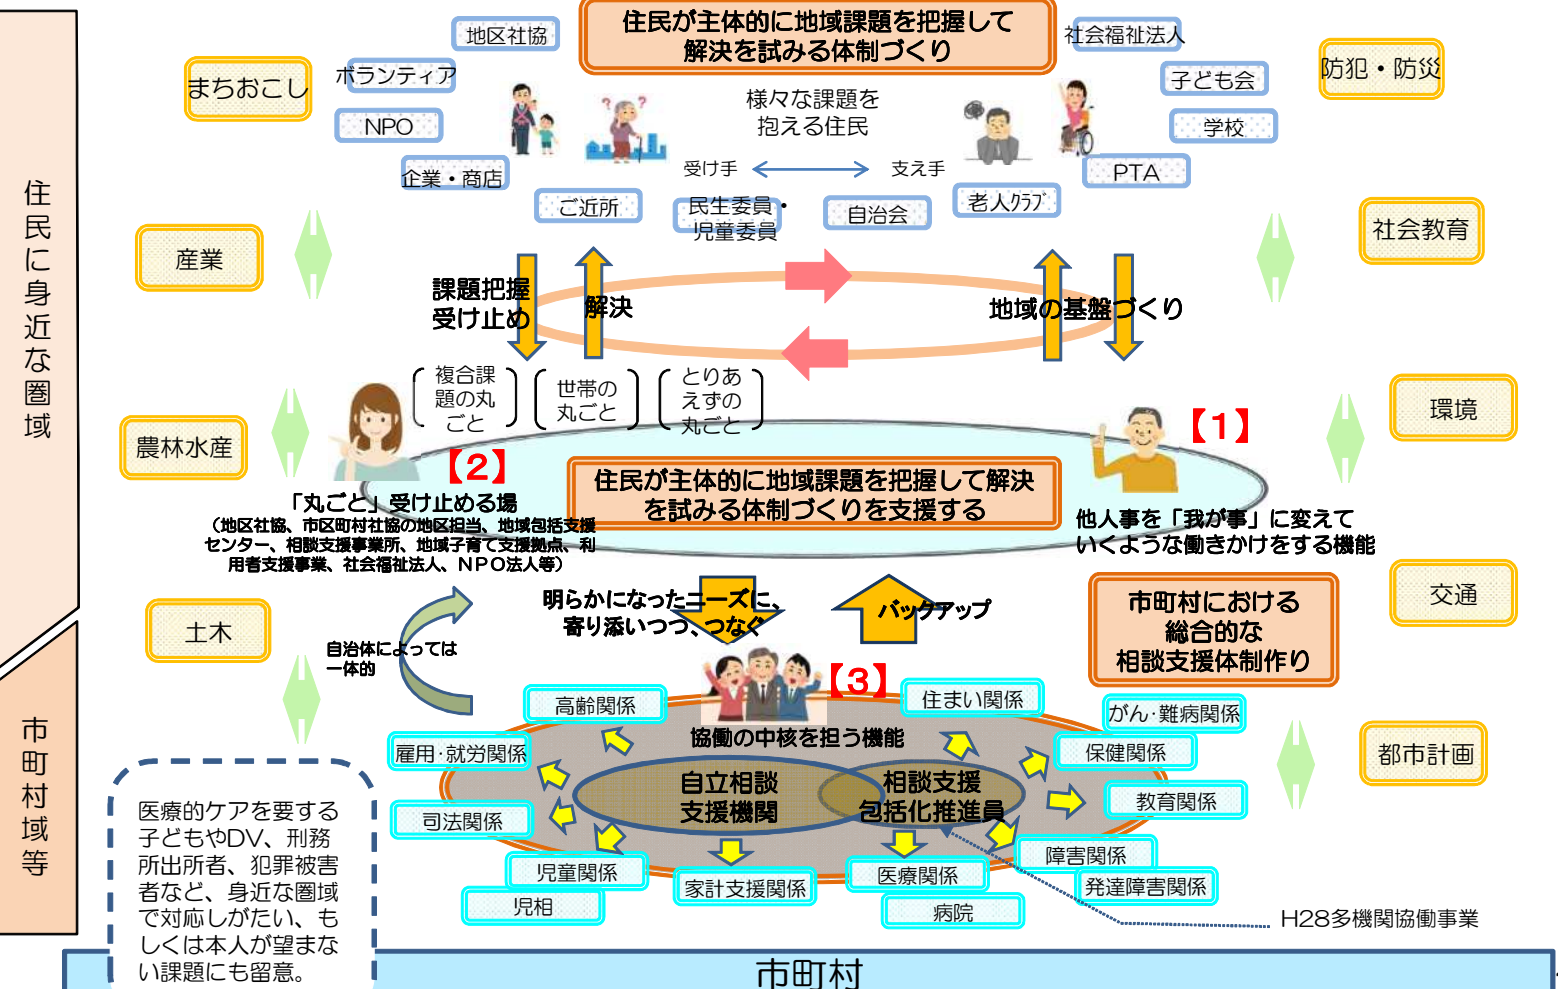 住民が主体的に地域課題を把握して
解決を試みる体制づくり
地区社協
社会福祉法人
まちおこし
ボランティア
子ども会
防犯・防災
NPO
様々な課題を
抱える住民
学校
企業・商店
受け手
支え手
PTA
ご近所
民生委員・
児童委員
自治会
老人クラブ
住民に身近な圏域
産業
社会教育
課題把握
受け止め
解決
地域の基盤づくり
複合課
題の丸
ごと
世帯の
丸ごと
とりあ
えずの
丸ごと
農林水産
環境
【2】
【1】
住民が主体的に地域課題を把握して解決
を試みる体制づくりを支援する
「丸ごと」受け止める場
（地区社協、市区町村社協の地区担当、地域包括支援
センター、相談支援事業所、地域子育て支援拠点、利
用者支援事業、社会福祉法人、NPO法人等）
他人事を「我が事」に変えて
いくような働きかけをする機能
土木
交通
自治体によっては
一体的
明らかになったニーズに、
寄り添いつつ、つなぐ
バックアップ
市町村における
総合的な
相談支援体制作り
【3】
市町村域等
高齢関係
住まい関係
がん・難病関係
雇用・就労関係
協働の中核を担う機能
保健関係
都市計画
自立相談
支援機関
相談支援
包括化推進員
教育関係
司法関係
児童関係
児相
家計支援関係
医療関係
病院
障害関係
発達障害関係
H28多機関協働事業
医療的ケアを要する
子どもやDV、刑務
所出所者、犯罪被害
者など、身近な圏域
で対応しがたい、も
しくは本人が望まな
い課題にも留意。
市町村